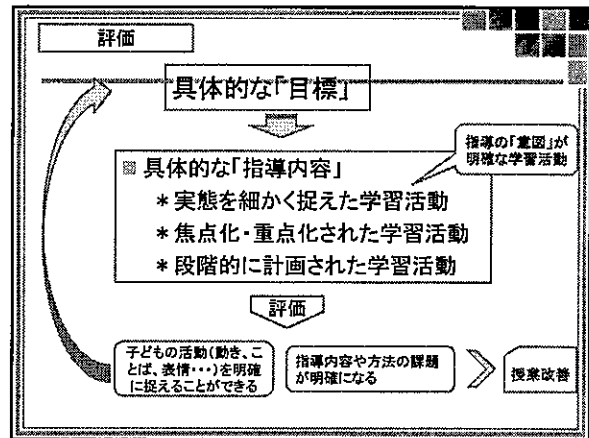 評価
具体的な「目標」
指導の「意図」が
明確な学習活動
具体的な「指導内容」
＊実態を細かく捉えた学習活動
＊焦点化・重点化された学習活動
＊段階的に計画された学習活動
評価
子どもの活動（動き、こ
とば、表情・・・）を明確
に捉えることができる
指導内容や方法の課題
が明確になる
授業改善